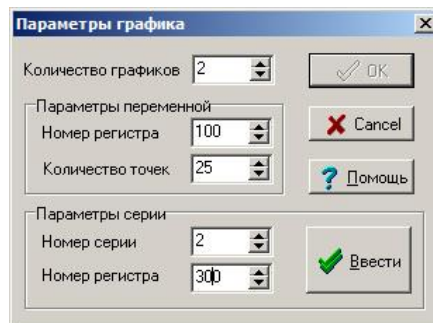 Параметры графика
Количество графиков 2
OK
Параметры переменной
Номер регистра 100
Cancel
Количество точек 25
Помощь
Параметры серии
Номер серии 2
Ввести
Номер регистра 300